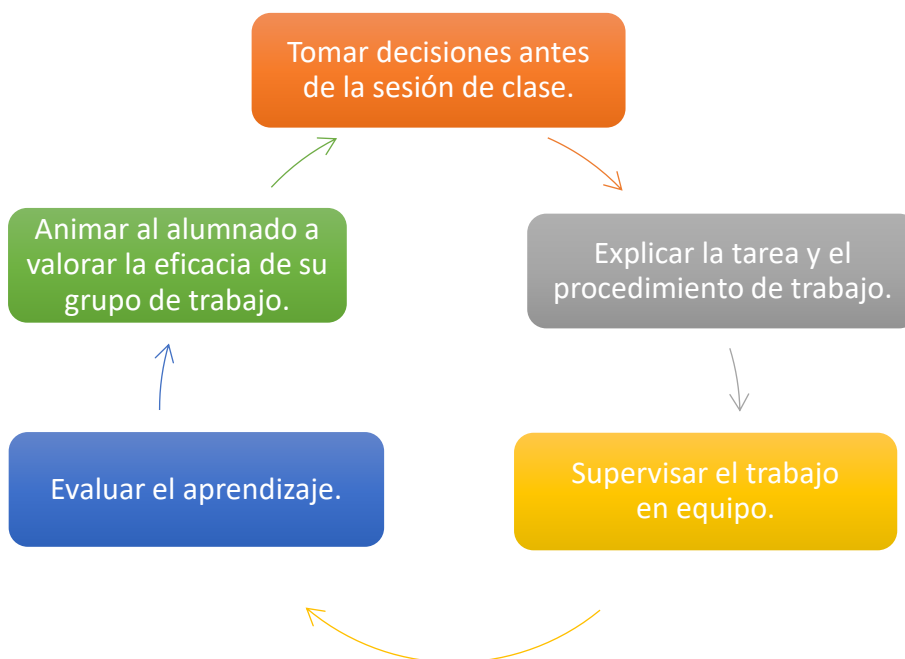 Tomar decisiones antes
de la sesión de clase.
Explicar la tarea y el
procedimiento de trabajo.
Supervisar el trabajo
en equipo.
Evaluar el aprendizaje.
Animar al alumnado a
valorar la eficacia de su
grupo de trabajo.